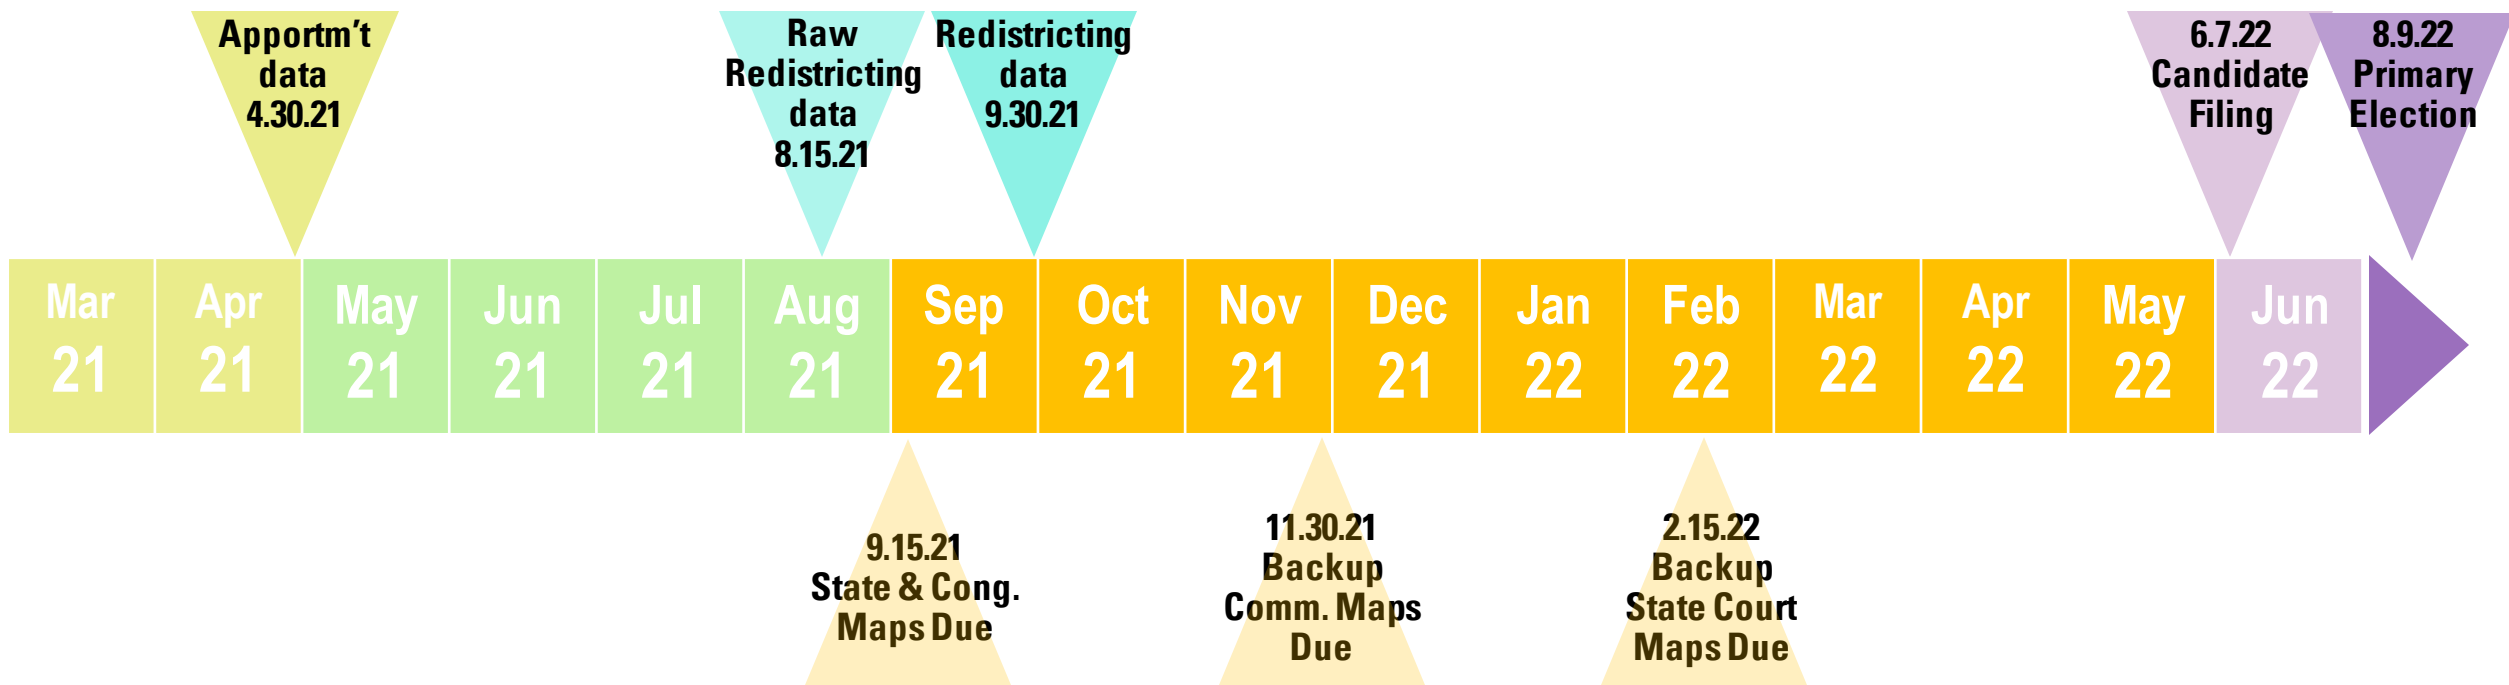 Apportm't
data
4.30.21
Raw
Redistricting
data
8.15.21
Redistricting
data
9.30.21
6.7.22
Candidate
Filing
8.9.22
Primary
Election
Mar
21
Apr
21
May
21
Jun
21
Jul
21
Aug
21
Sep
21
Oct
21
Nov
21
Dec
21
Jan
22
Feb
22
Mar
22
Apr
22
May
22
Jun
22
9.15.21
State & Cong.
Maps Due
11.30.21
Backup
Comm. Maps
Due
2.15.22
Backup
State Court
Maps Due